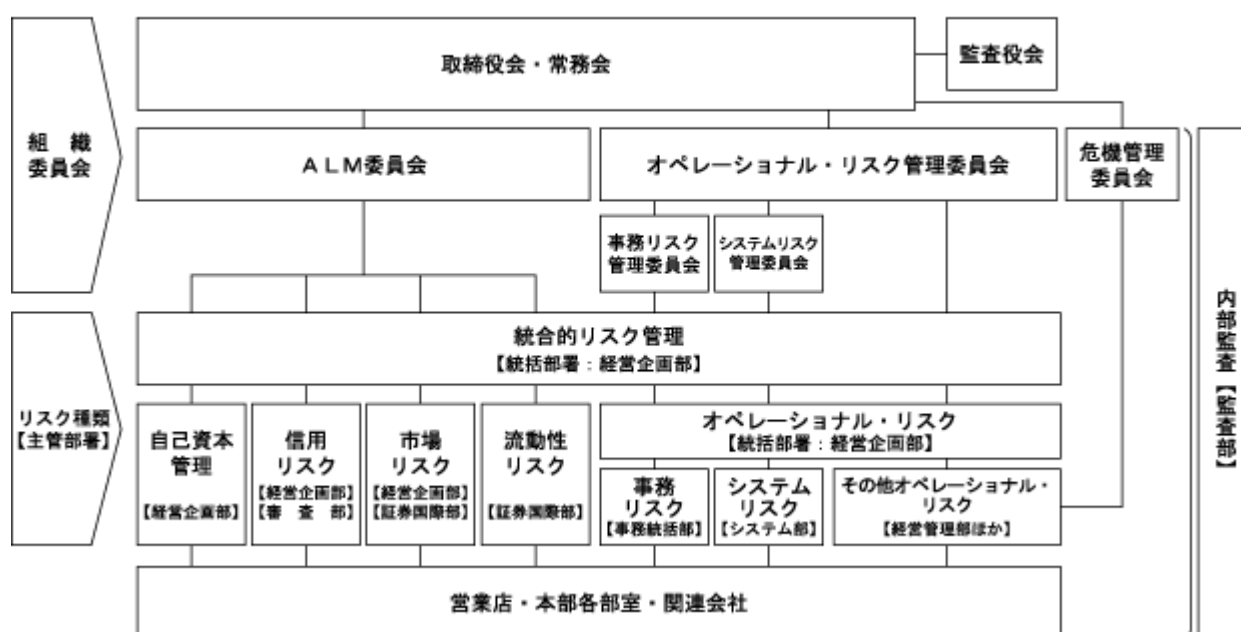 取締役会・常務会
監査役会
組　織
委員会
ＡＬＭ委員会
オペレーショナル・リスク管理委員会
危機管理
委員会
事務リスク
管理委員会
システムリスク
管理委員会
統合的リスク管理
【統括部署：経営企画部】
リスク種類
【主管部署】
自己資本
管理
【経営企画部】
信用
リスク
【経営企画部】
【審　査　部】
市場
リスク
【経営企画部】
【証券国際部】
流動性
リスク
【証券国際部】
オペレーショナル・リスク
【統括部署：経営企画部】
事務
リスク
【事務統括部】
システム
リスク
【システム部】
その他オペレーショナル・
リスク
【経営管理部ほか】
営業店・本部各部室・関連会社
内部監査【監査部】